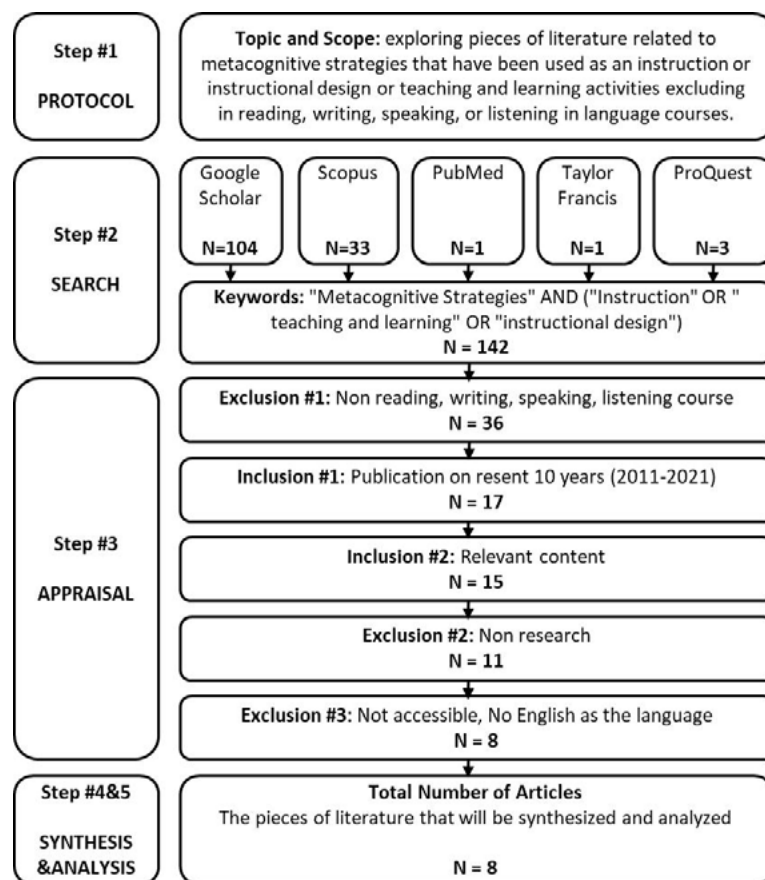 Step #1
PROTOCOL
Topic and Scope: exploring pieces of literature related to
metacognitive strategies that have been used as an instruction or
instructional design or teaching and learning activities excluding
in reading, writing, speaking, or listening in language courses.
Step #2
SEARCH
Google
Scholar
N=104
Scopus
N=33
PubMed
N=1
Taylor
Francis
N=1
ProQuest
N=3
Keywords: "Metacognitive Strategies" AND ("Instruction" OR "
teaching and learning" OR "instructional design")
N = 142
Step #3
APPRAISAL
Exclusion #1: Non reading, writing, speaking, listening course
N = 36
Inclusion #1: Publication on resent 10 years (2011-2021)
N = 17
Inclusion #2: Relevant content
N = 15
Exclusion #2: Non research
N = 11
Exclusion #3: Not accessible, No English as the language
N = 8
Step #4&5
SYNTHESIS
&ANALYSIS
Total Number of Articles
The pieces of literature that will be synthesized and analyzed
N = 8